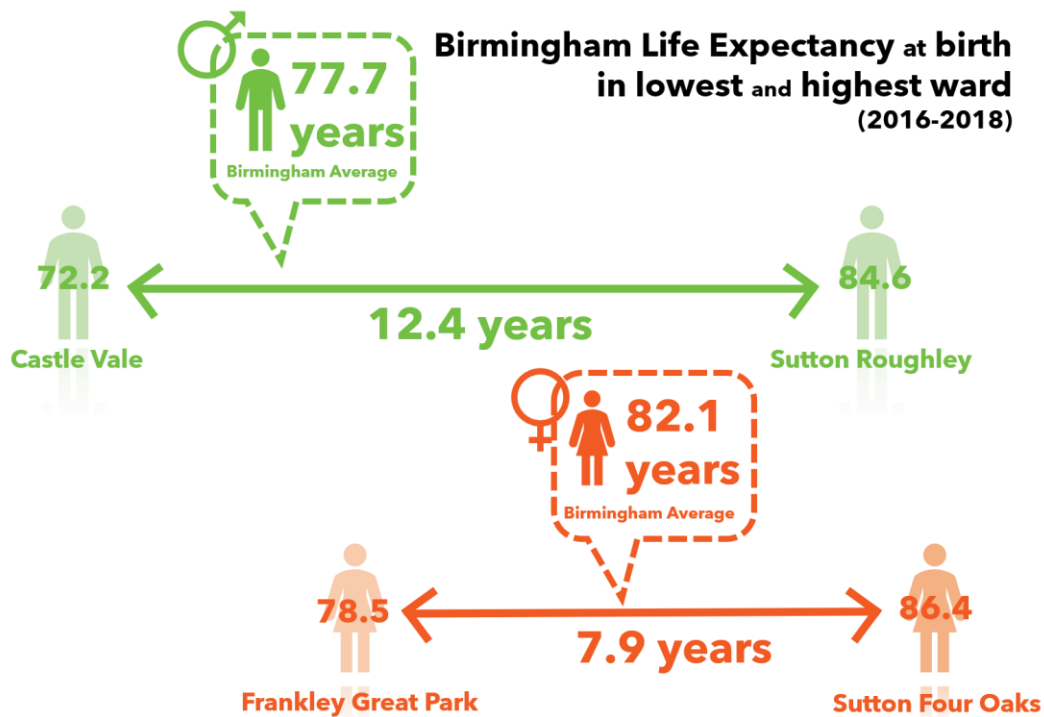 Birmingham Life Expectancy at birth
in lowest and highest ward
(2016-2018)
77.7
years
Birmingham Average
72.2
84.6
12.4 years
Castle Vale
Sutton Roughley
82.1
years
Birmingham Average
78.5
86.4
7.9 years
Frankley Great Park
Sutton Four Oaks